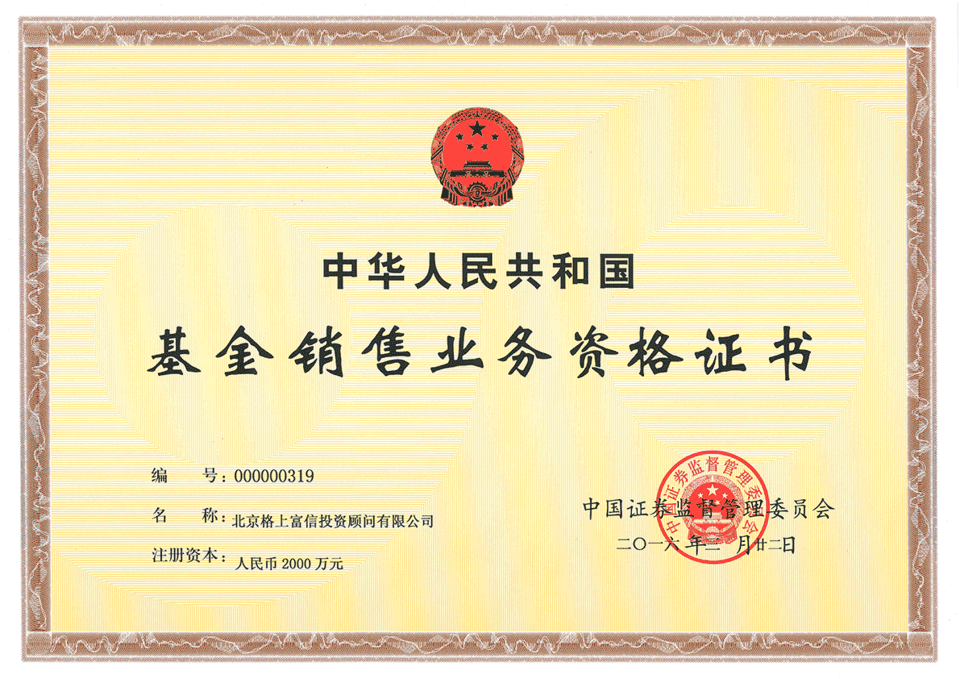 中华人民共和国
基金销售业务资格证书
编 号：000000319
名 称：北京格上富信投资顾问有限公司
注册资本：人民币2000万元
中国证券监督管理委员会
中国证券监督管理委员会
二〇一六年二月廿二日